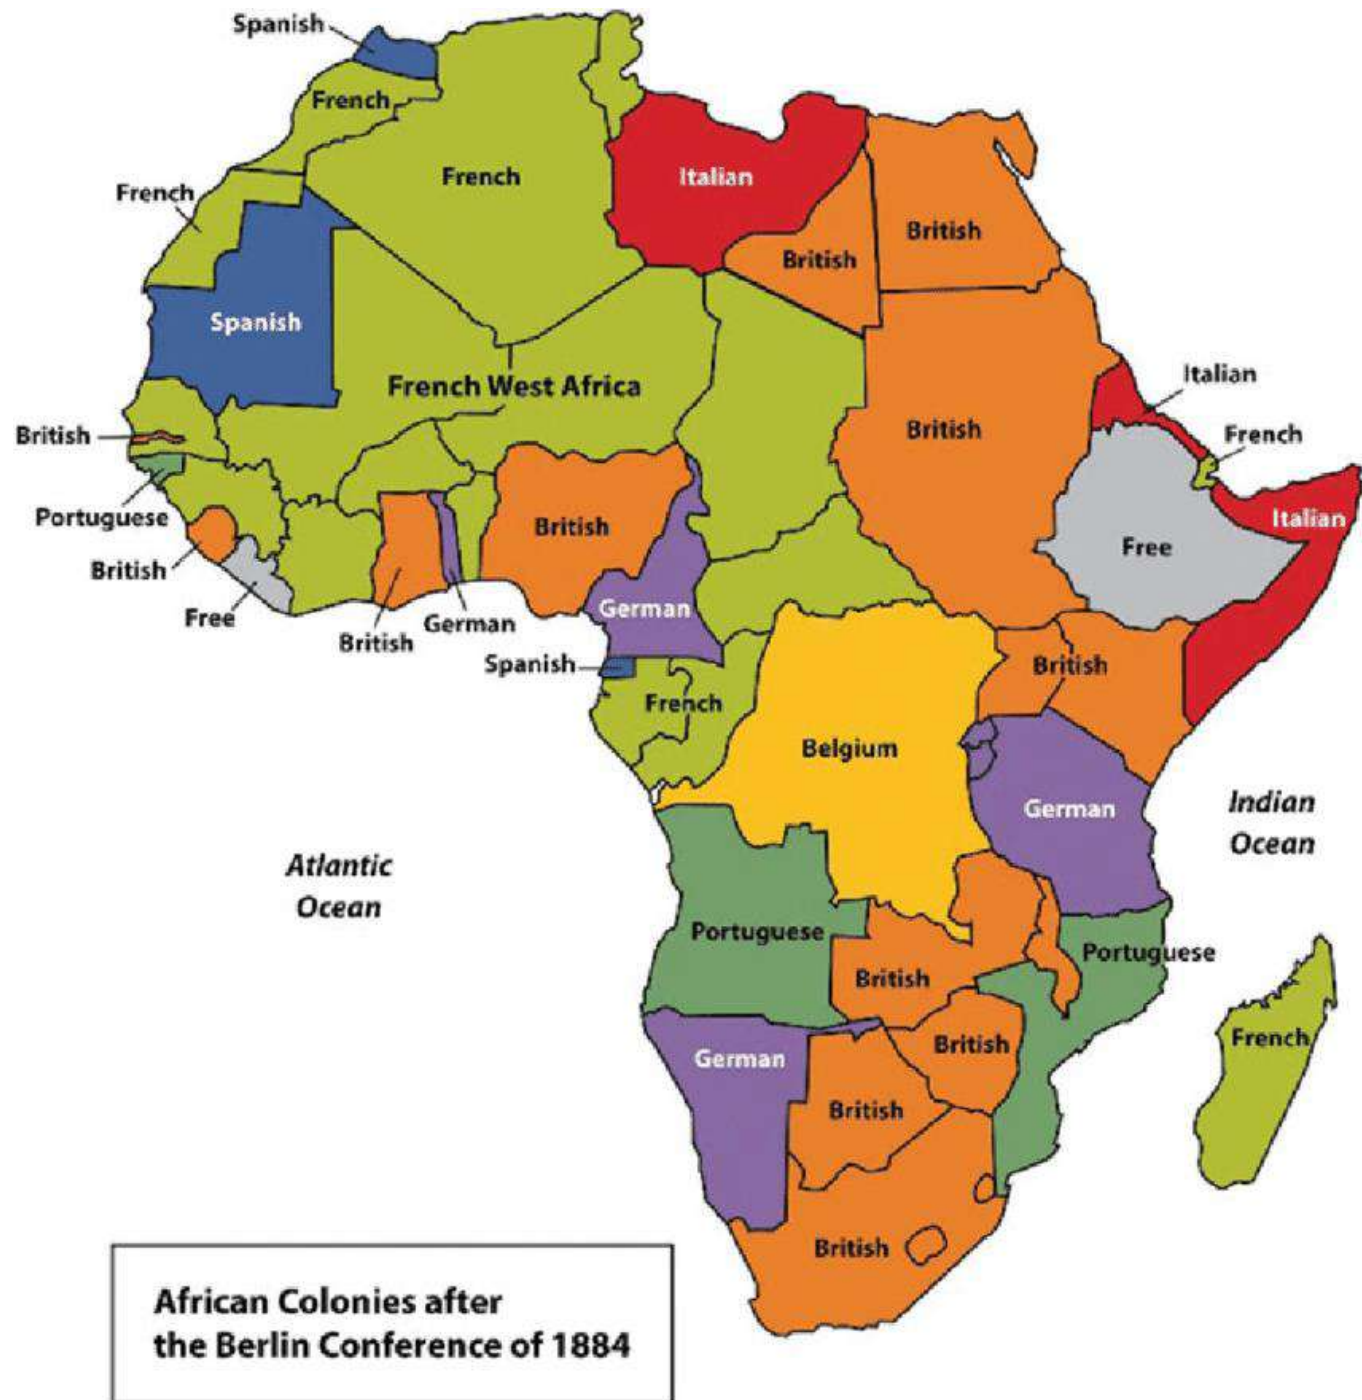 Spanish
French
French
French
Italian
British
British
Spanish
French West Africa
British
Italian
French
British
Portuguese
British
Free
British
German
British
German
Free
Italian
Spanish
French
British
Belgium
German
Indian
Ocean
Atlantic
Ocean
Portuguese
British
Portuguese
German
British
British
French
British
African Colonies after
the Berlin Conference of 1884